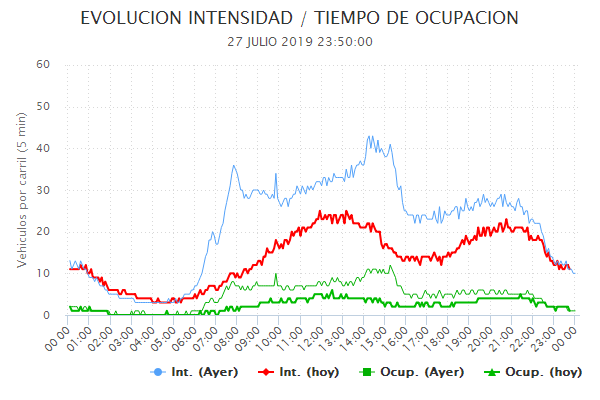 EVOLUCION INTENSIDAD / TIEMPO DE OCUPACION
27 JULIO 2019 23:50:00
Vehiculos por carril (5 min)
60
50
40
30
20
10
0
00:00 01:00 02:00 03:00 04:00 05:00 06:00 07:00 08:00 09:00 10:00 11:00 12:00 13:00 14:00 15:00 16:00 17:00 18:00 19:00 20:00 21:00 22:00 23:00 00:00
Int. (Ayer) Int. (hoy) Ocup. (Ayer) Ocup. (hoy)